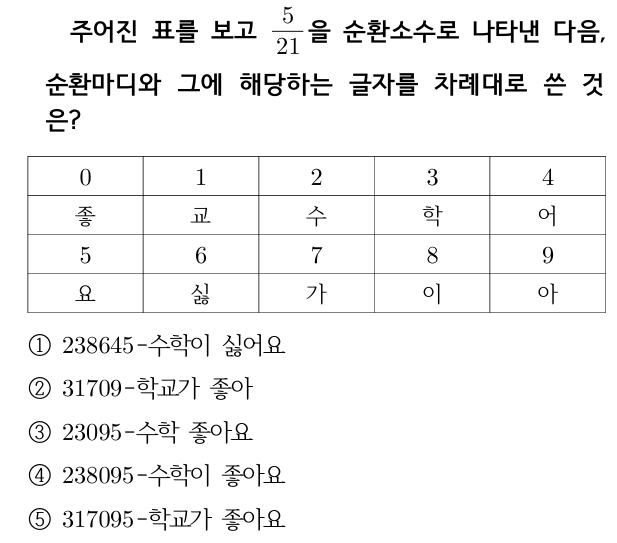 주어진 표를 보고 5/21을 순환소수로 나타낸 다음,
순환마디와 그에 해당하는 글자를 차례대로 쓴 것
은?
0 1 2 3 4
좋 교 수 학 어
5 6 7 8 9
요 싫 가 이 아
① 238645-수학이 싫어요
② 31709-학교가 좋아
③ 23095-수학 좋아요
④ 238095-수학이 좋아요
⑤ 317095-학교가 좋아요